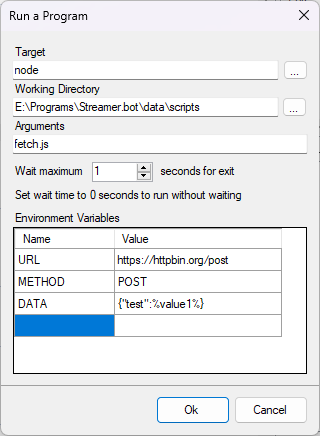 Run a Program
Target
node
...
Working Directory
E:\Programs\Streamer.bot\data\scripts
...
Arguments
fetch.js
Wait maximum 1 seconds for exit
Set wait time to 0 seconds to run without waiting
Environment Variables
Name Value
URL https://httpbin.org/post
METHOD POST
DATA {"test":%value1%}
Ok Cancel